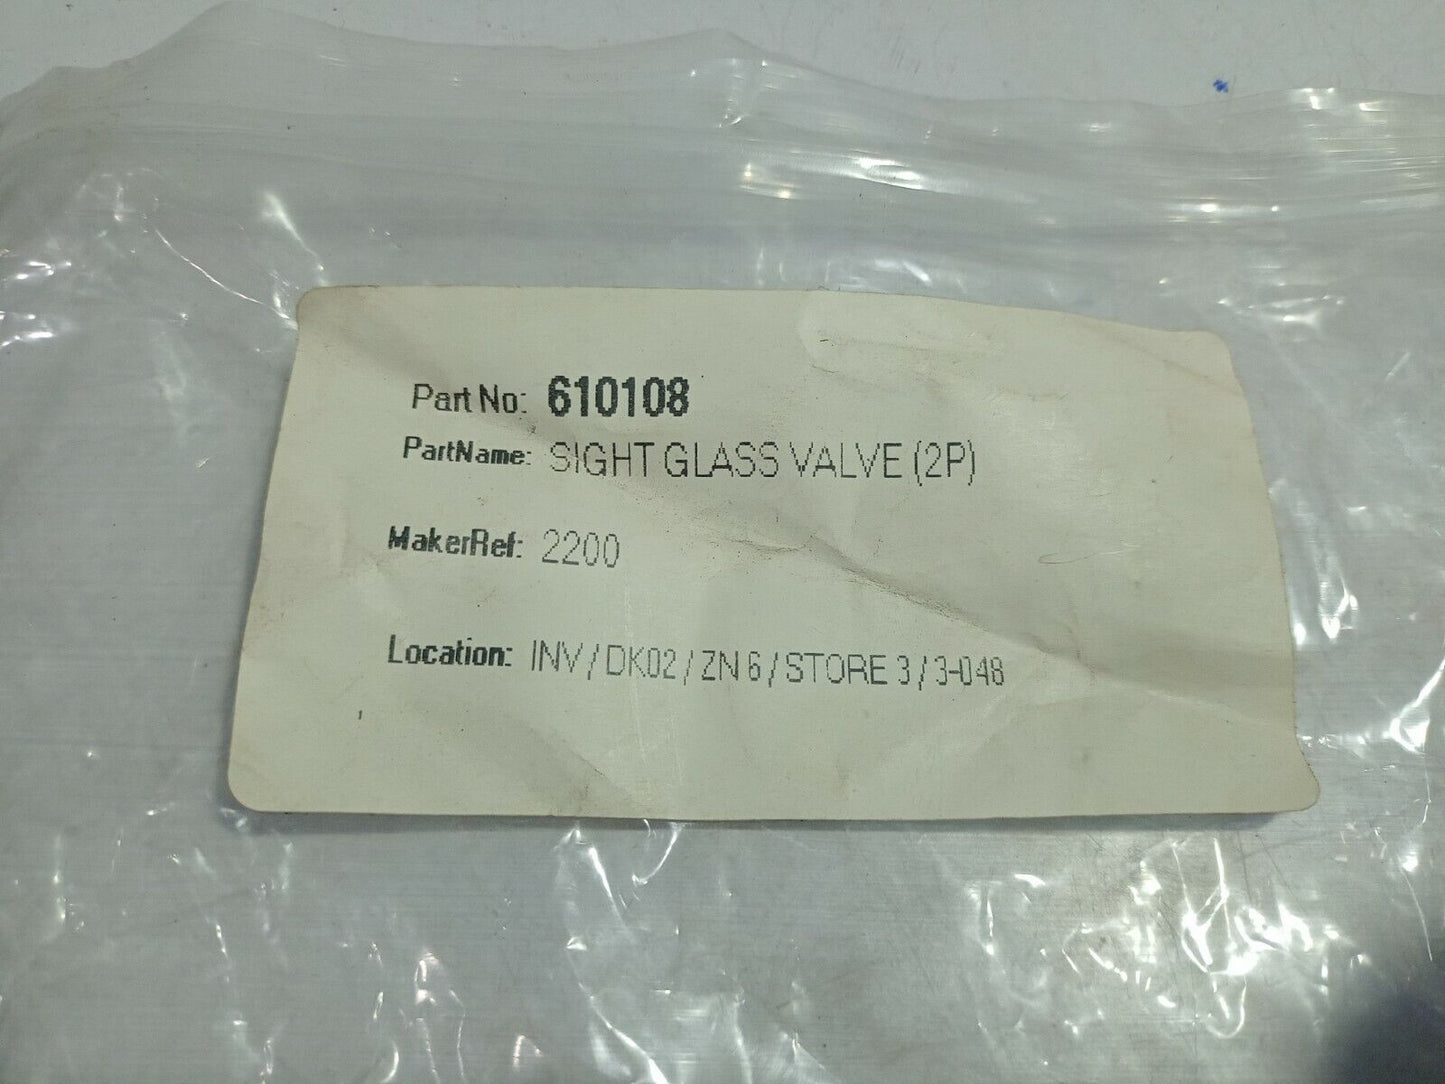 Part No: 610108
PartName: SIGHT GLASS VALVE (2P)
MakerRef: 2200
Location: INV / DK02 / ZN 6 / STORE 3 / 3-048